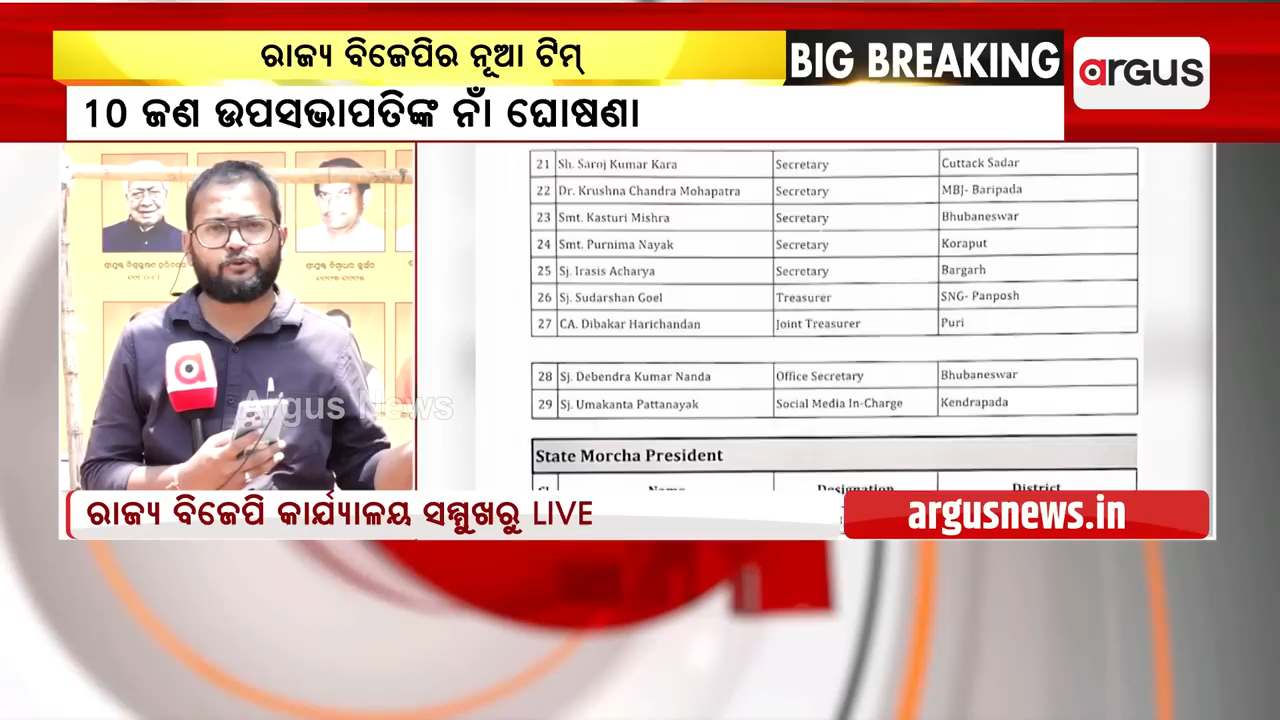 ରାଜ୍ୟ ବିଜେପିର ନୂଆ ଟିମ୍
BIG BREAKING
argus
10 ଜଣ ଉପସଭାପତିଙ୍କ ନାଁ ଘୋଷଣା
21 Sh. Saroj Kumar Kara Secretary Cuttack Sadar
22 Dr. Krushna Chandra Mohapatra Secretary MBJ- Baripada
23 Smt. Kasturi Mishra Secretary Bhubaneswar
24 Smt. Purnima Nayak Secretary Koraput
25 Sj. Irasis Acharya Secretary Bargarh
26 Sj. Sudarshan Goel Treasurer SNG- Panposh
27 CA. Dibakar Harichandan Joint Treasurer Puri
28 Sj. Debendra Kumar Nanda Office Secretary Bhubaneswar
29 Sj. Umakanta Pattanayak Social Media In-Charge Kendrapada
State Morcha President
Name Designation District
Argus News
ରାଜ୍ୟ ବିଜେପି କାର୍ଯ୍ୟାଳୟ ସମ୍ମୁଖରୁ LIVE
argusnews.in